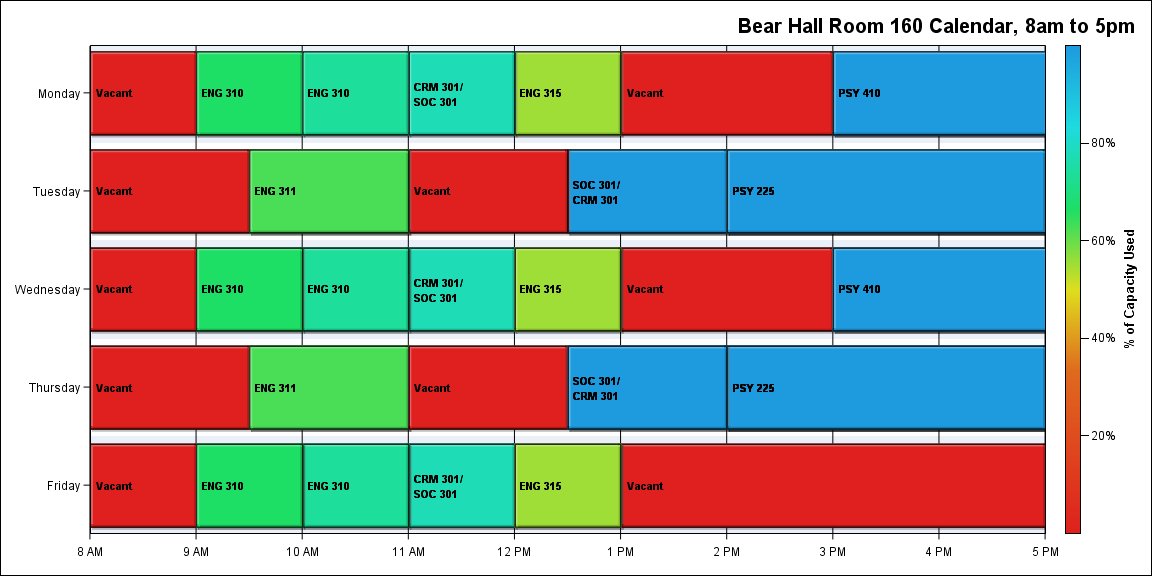 Bear Hall Room 160 Calendar, 8am to 5pm
Monday
Vacant
ENG 310
ENG 310
CRM 301/
SOC 301
ENG 315
Vacant
PSY 410
Tuesday
Vacant
ENG 311
Vacant
SOC 301/
CRM 301
PSY 225
Wednesday
Vacant
ENG 310
ENG 310
CRM 301/
SOC 301
ENG 315
Vacant
PSY 410
Thursday
Vacant
ENG 311
Vacant
SOC 301/
CRM 301
PSY 225
Friday
Vacant
ENG 310
ENG 310
CRM 301/
SOC 301
ENG 315
Vacant
8 AM
9 AM
10 AM
11 AM
12 PM
1 PM
2 PM
3 PM
4 PM
5 PM
80%
60%
40%
20%
% of Capacity Used